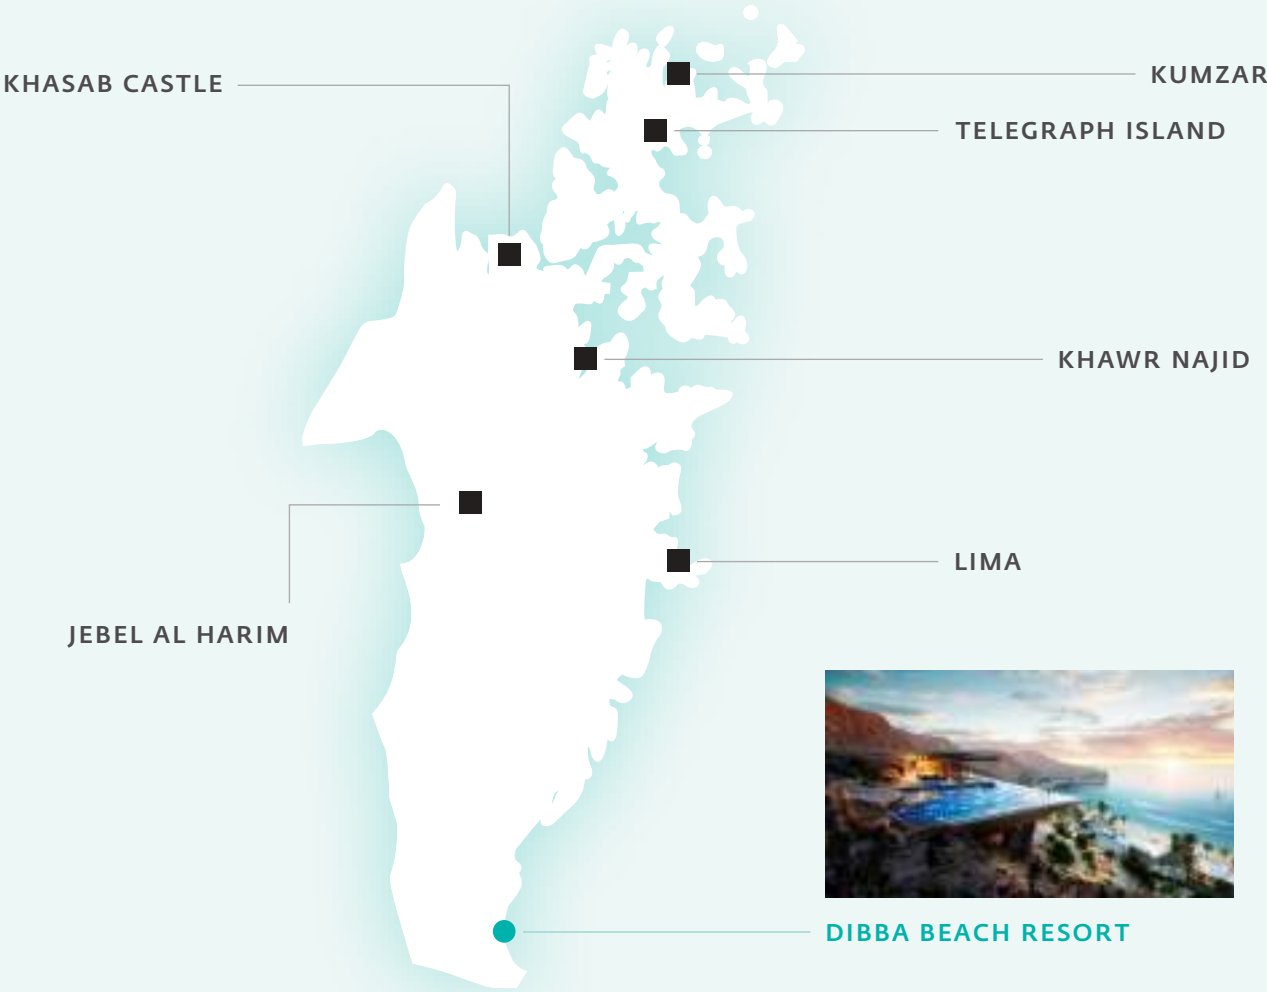 KHASAB CASTLE
KUMZAR
TELEGRAPH ISLAND
KHAWR NAJID
LIMA
JEBEL AL HARIM
DIBBA BEACH RESORT